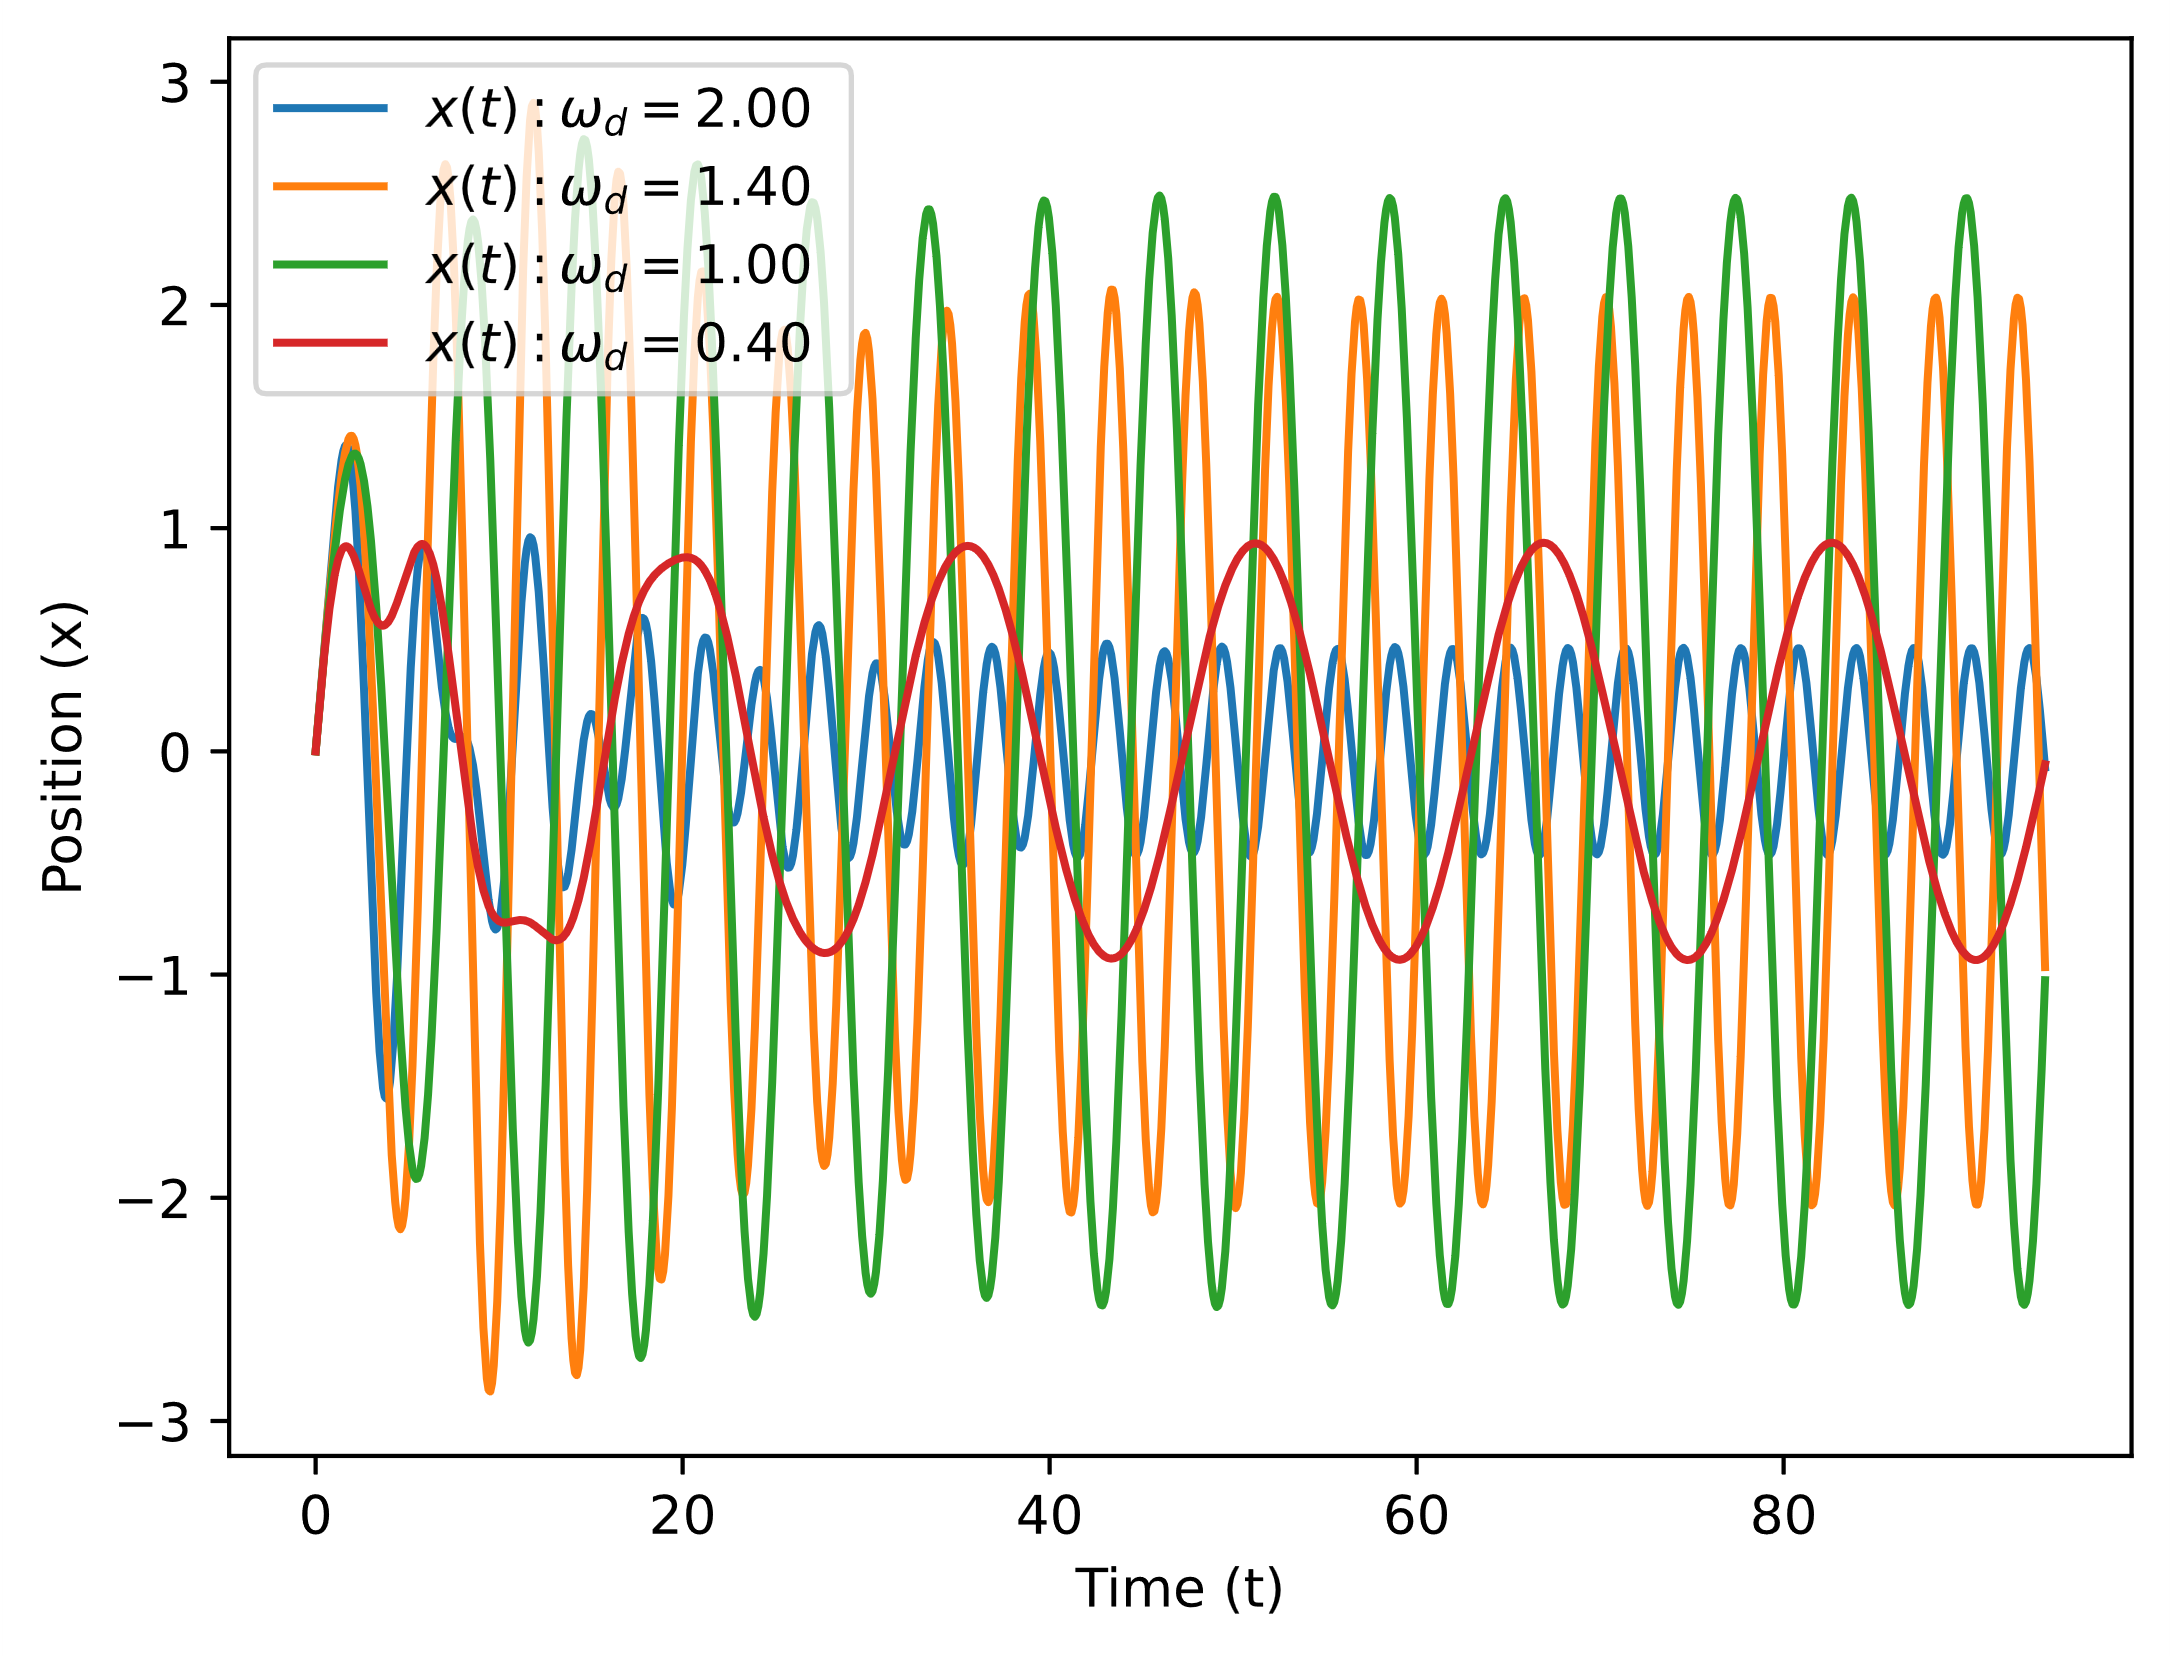 x(t) : ω_d = 2.00
x(t) : ω_d = 1.40
x(t) : ω_d = 1.00
x(t) : ω_d = 0.40
3
2
1
0
−1
−2
−3
Position (x)
0 20 40 60 80
Time (t)